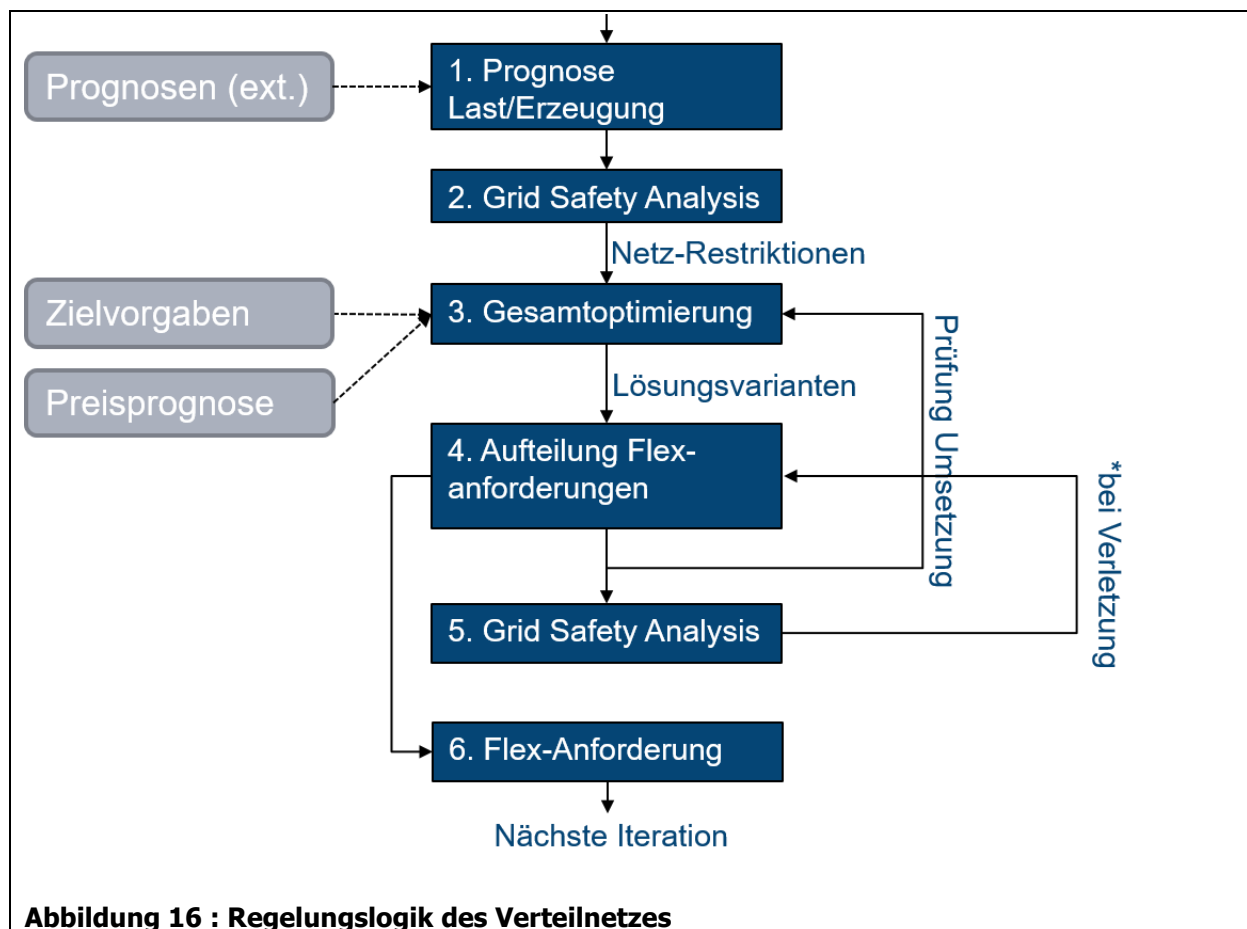 Prognosen (ext.)
1. Prognose
Last/Erzeugung
2. Grid Safety Analysis
Netz-Restriktionen
Zielvorgaben
Preisprognose
3. Gesamtoptimierung
Lösungsvarianten
Prüfung Umsetzung
4. Aufteilung Flex-
anforderungen
*bei Verletzung
5. Grid Safety Analysis
6. Flex-Anforderung
Nächste Iteration
Abbildung 16 : Regelungslogik des Verteilnetzes